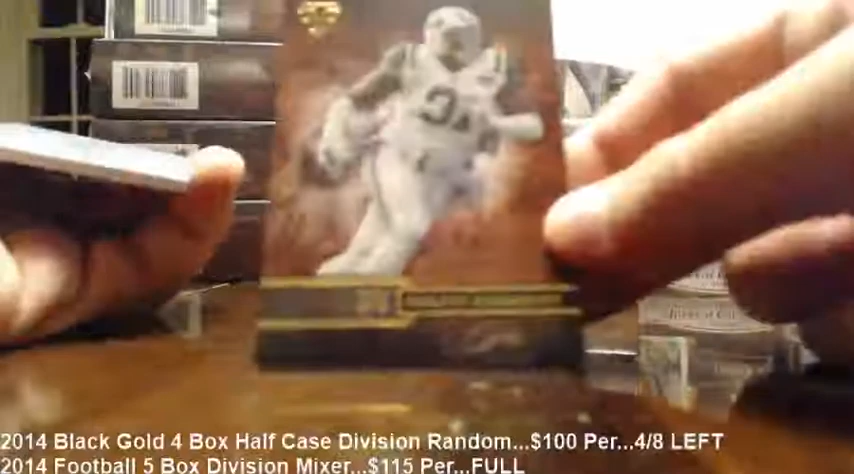 2014 Black Gold 4 Box Half Case Division Random...$100 Per...4/8 LEFT
2014 Football 5 Box Division Mixer...$115 Per...FULL